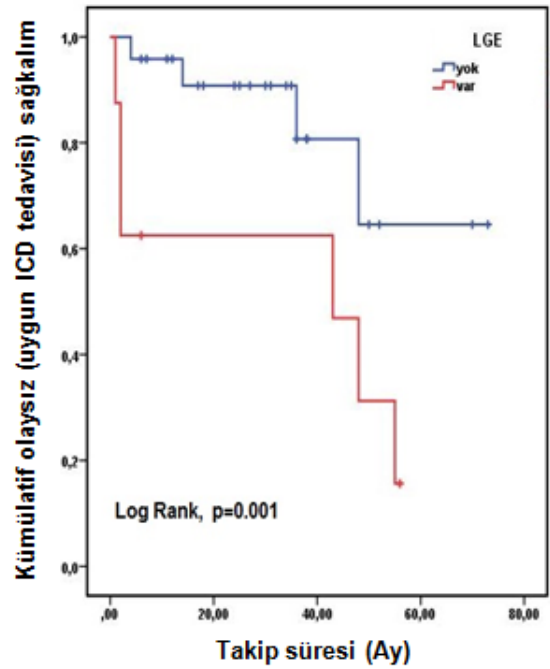 Kümülatif olaysız (uygun ICD tedavisi) sağkalım
1,0
0,8
0,6
0,4
0,2
0,0
LGE
yok
var
Log Rank, p=0.001
,00 20,00 40,00 60,00 80,00
Takip süresi (Ay)